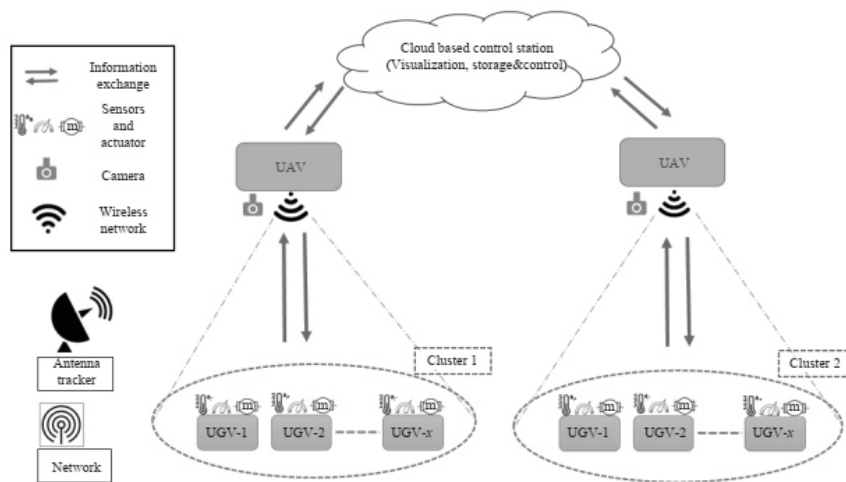 Cloud based control station
(Visualization, storage&control)
Information
exchange
Sensors
and
actuator
m
Camera
Wireless
network
UAV
UAV
Antenna
tracker
Network
Cluster 1
m
m
m
UGV-1
UGV-2
UGV-x
Cluster 2
m
m
m
UGV-1
UGV-2
UGV-x